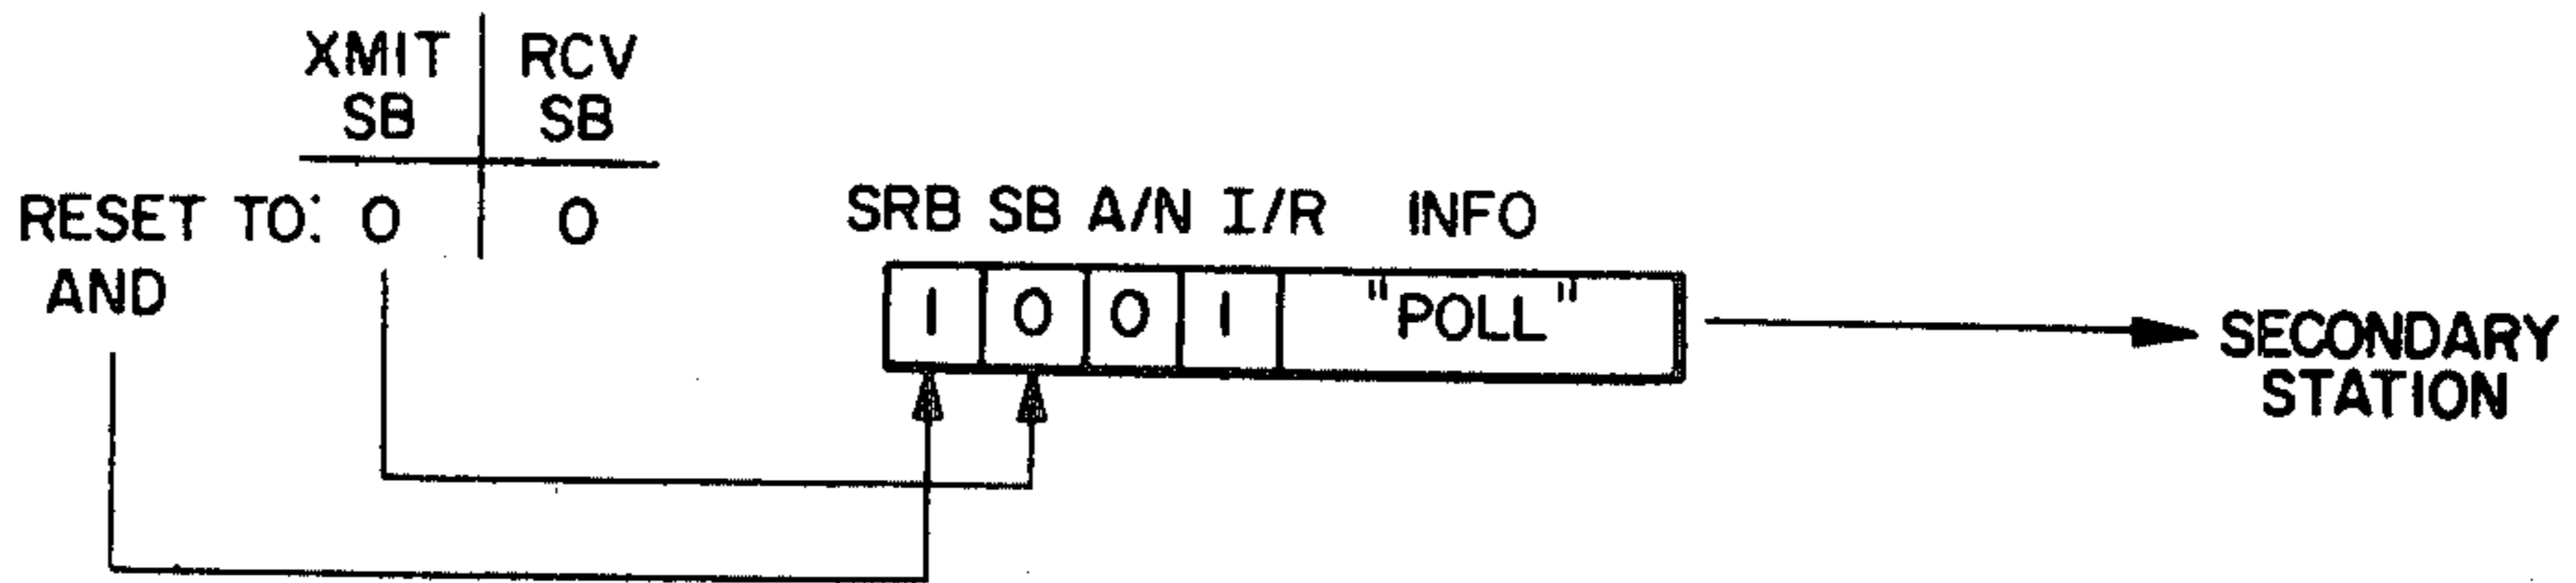 XMIT SB
RCV SB
RESET TO: 0 0
AND
SRB SB A/N I/R INFO
1 0 0 1 "POLL"
SECONDARY
STATION